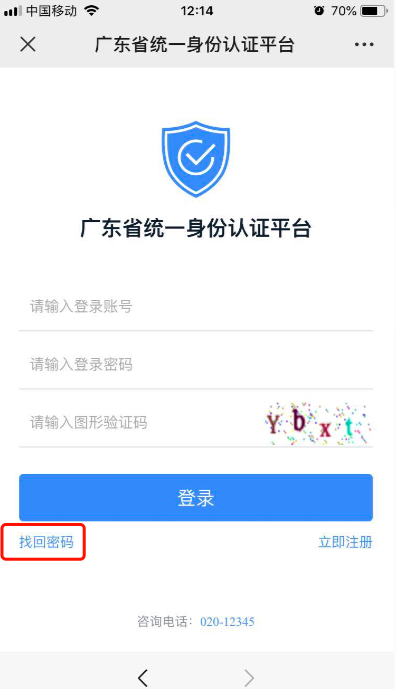 中国移动 12:14 70%
广东省统一身份认证平台
广东省统一身份认证平台
请输入登录账号
请输入登录密码
请输入图形验证码 Ybxt
登录
找回密码 立即注册
咨询电话：020-12345